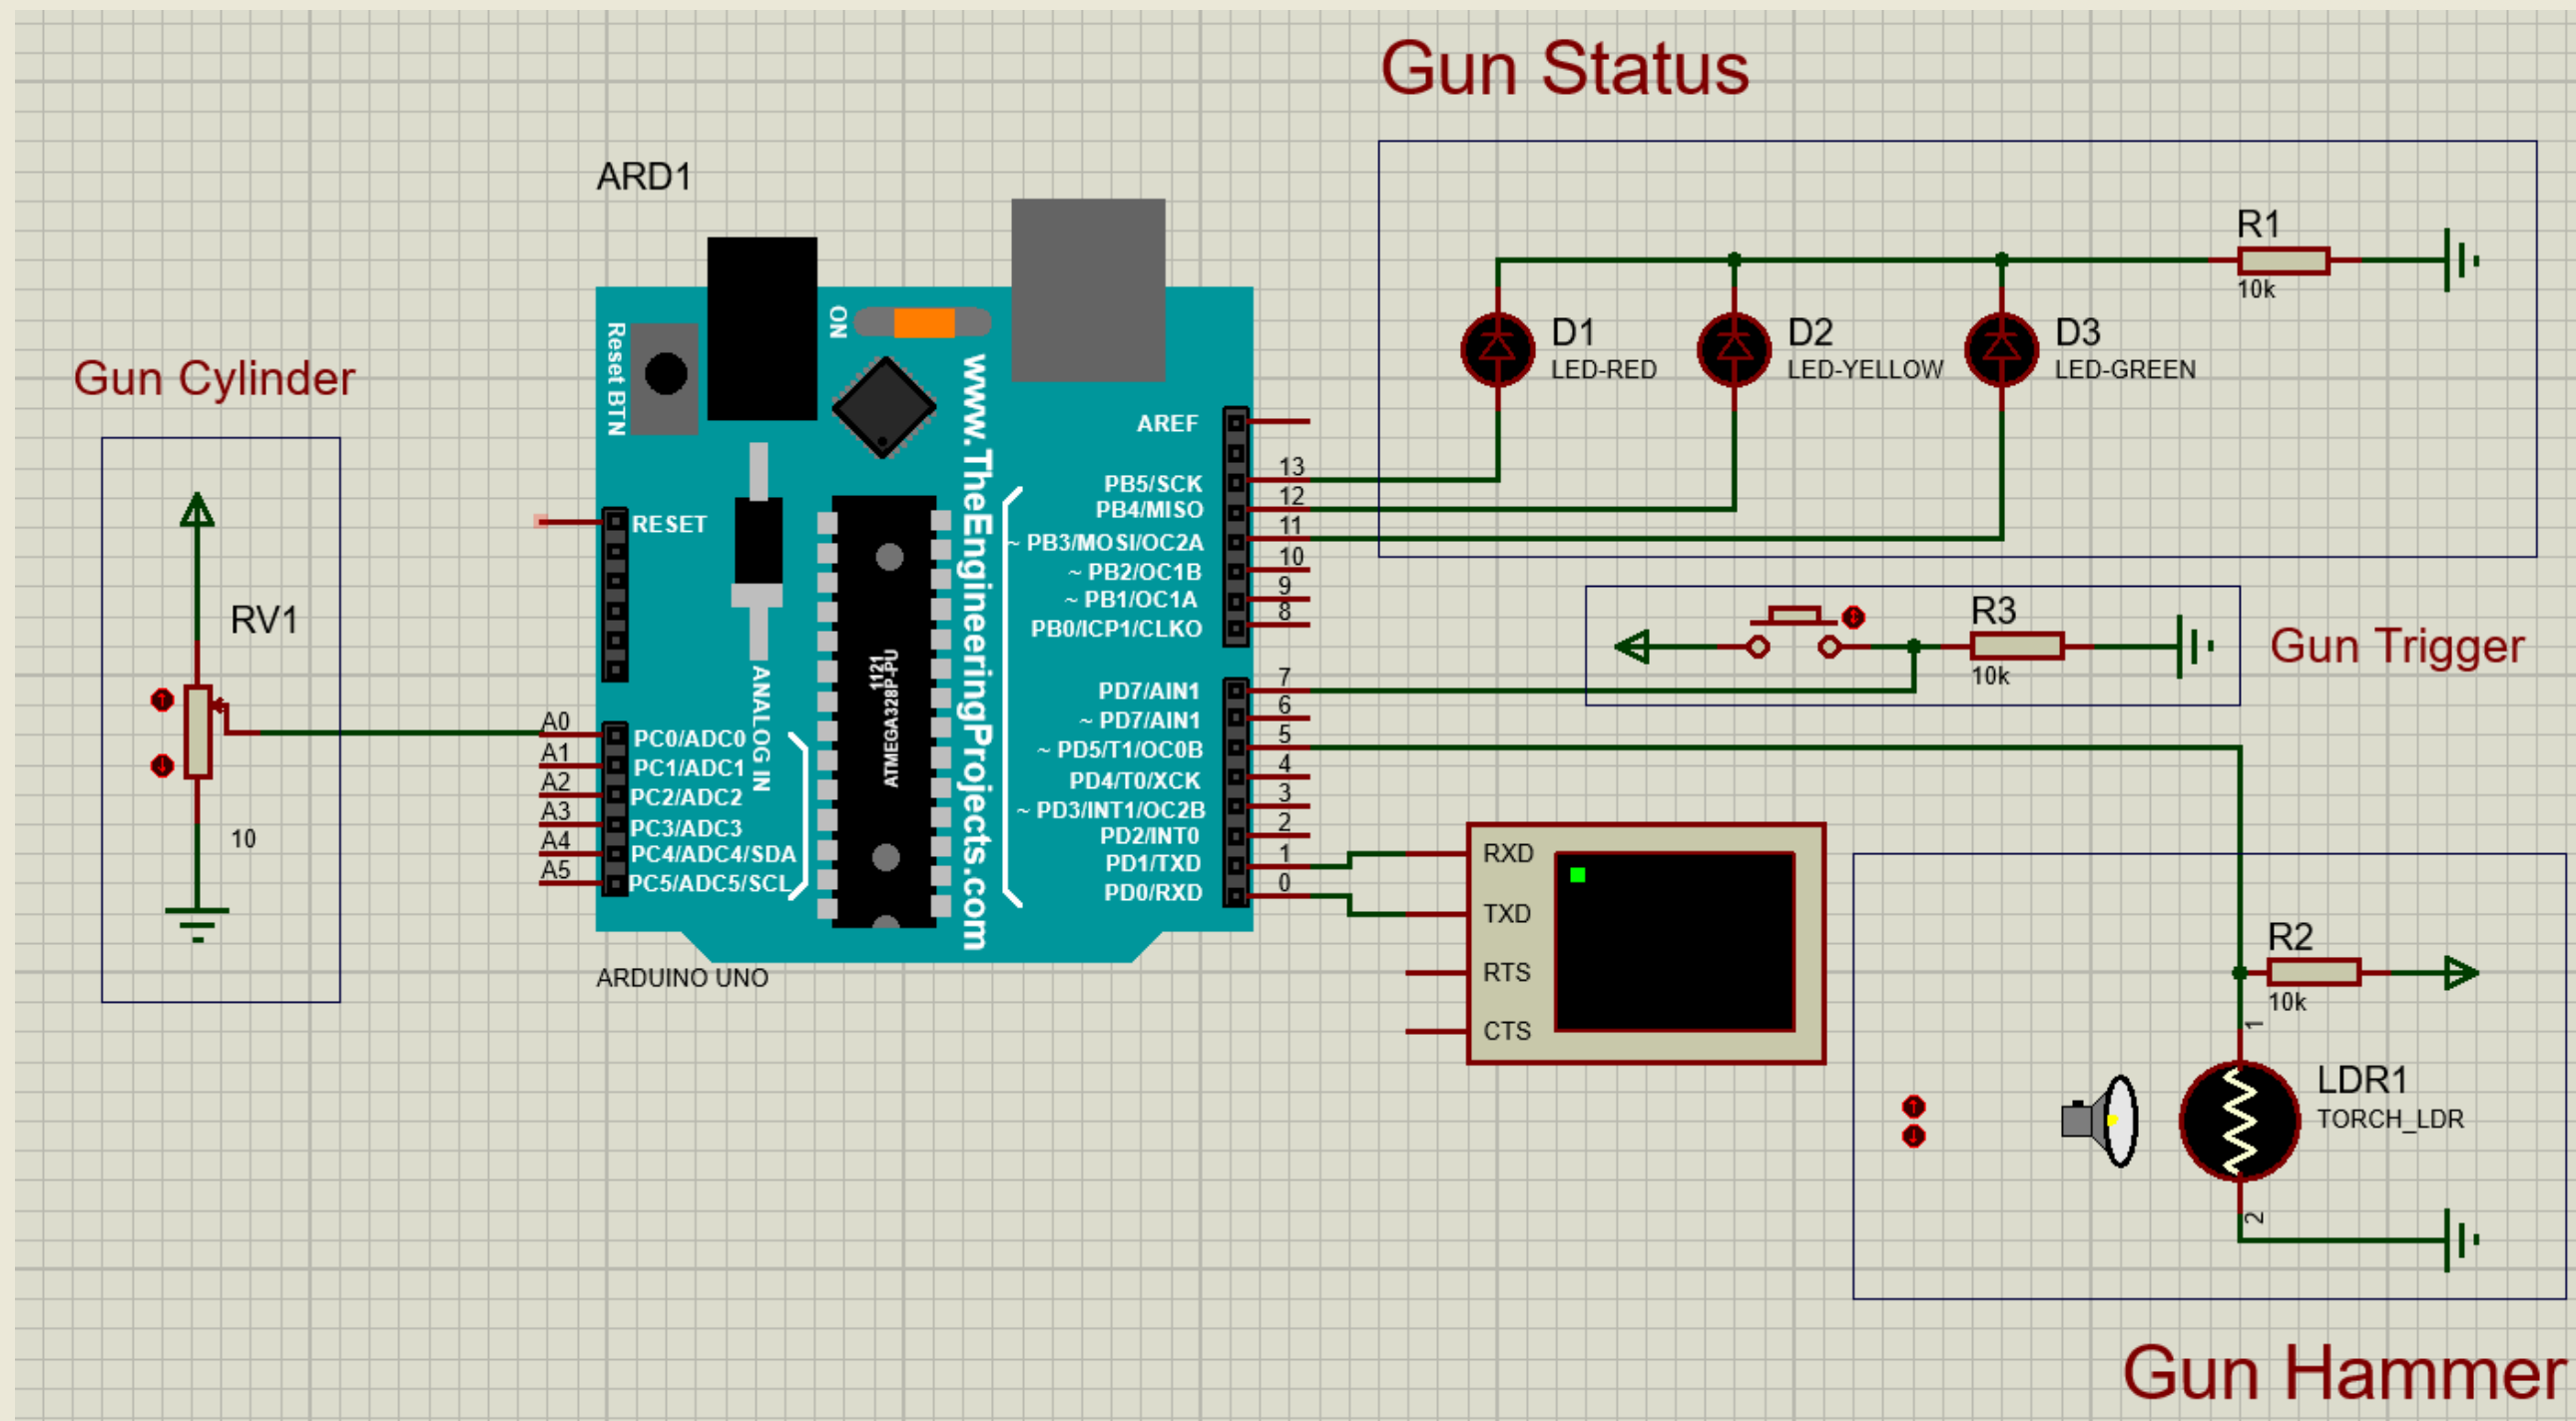 Gun Status
ARD1
R1
10k
D1
LED-RED
D2
LED-YELLOW
D3
LED-GREEN
Gun Cylinder
RV1
10
Reset BTN
ON
www.TheEngineeringProjects.com
RESET
ANALOG IN
1121
ATMEGA328P-PU
A0
A1
A2
A3
A4
A5
PC0/ADC0
PC1/ADC1
PC2/ADC2
PC3/ADC3
PC4/ADC4/SDA
PC5/ADC5/SCL
AREF
PB5/SCK
PB4/MISO
~ PB3/MOSI/OC2A
~ PB2/OC1B
~ PB1/OC1A
PB0/ICP1/CLKO
PD7/AIN1
~ PD7/AIN1
~ PD5/T1/OC0B
PD4/T0/XCK
~ PD3/INT1/OC2B
PD2/INT0
PD1/TXD
PD0/RXD
13
12
11
10
9
8
7
6
5
4
3
2
1
0
ARDUINO UNO
R3
10k
Gun Trigger
RXD
TXD
RTS
CTS
R2
10k
1
LDR1
TORCH_LDR
2
Gun Hammer